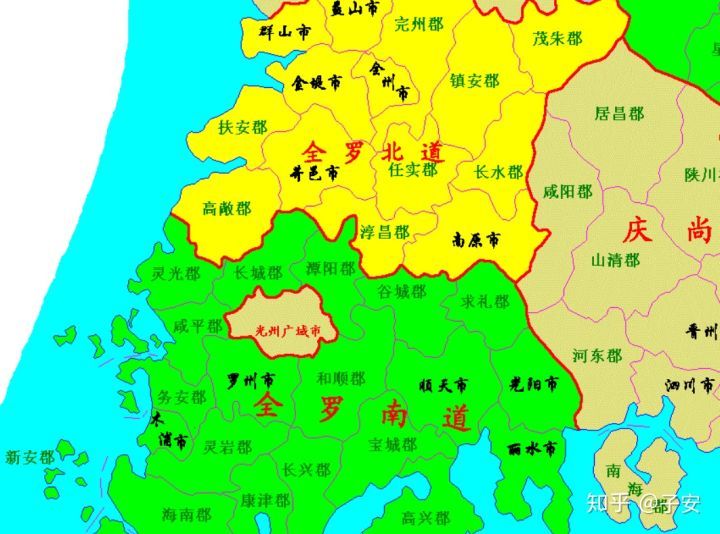 益山市
完州郡
群山市
茂朱郡
全州市
金堤市
镇安郡
居昌郡
扶安郡
全罗北道
井邑市
任实郡
长水郡
陕川
咸阳郡
高敞郡
淳昌郡
南原市
庆尚
山清郡
灵光郡
长城郡
潭阳郡
谷城郡
求礼郡
咸平郡
光州广域市
晋州
河东郡
罗州市
和顺郡
顺天市
光阳市
泗川市
务安郡
全罗南道
木浦市
灵岩郡
宝城郡
丽水市
新安郡
长兴郡
南海郡
康津郡
海南郡
高兴郡
知乎 @子安